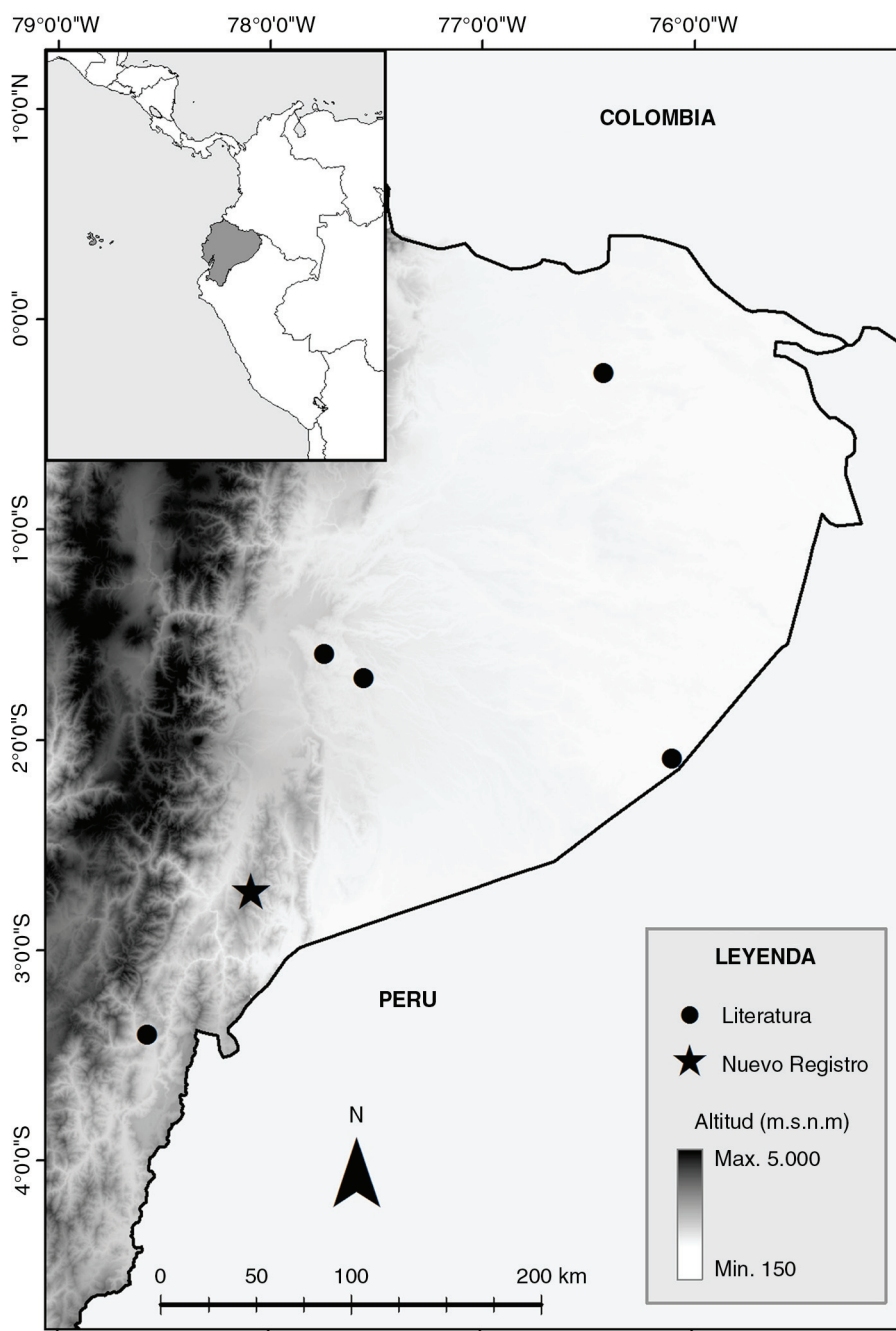 79°0'0"W
78°0'0"W
77°0'0"W
76°0'0"W
1°0'0"N
0°0'0"
1°0'0"S
2°0'0"S
3°0'0"S
4°0'0"S
COLOMBIA
PERU
N
0 50 100 200 km
LEYENDA
Literatura
Nuevo Registro
Altitud (m.s.n.m)
Max. 5.000
Min. 150